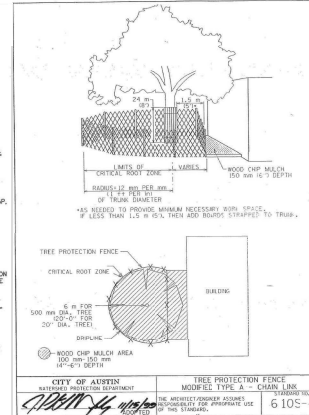 24 m
(8')
1.5 m
(5')
LIMITS OF
CRITICAL ROOT ZONE
VARIES
WOOD CHIP MULCH
150 mm (6") DEPTH
RADIUS=12 mm PER mm
(1 ft PER in)
OF TRUNK DIAMETER
*AS NEEDED TO PROVIDE MINIMUM NECESSARY WORK SPACE.
IF LESS THAN 1.5 m (5'), THEN ADD BOARDS STRAPPED TO TRUNK.
TREE PROTECTION FENCE
CRITICAL ROOT ZONE
6 m FOR
500 mm DIA. TREE
(20'-0" FOR
20" DIA. TREE)
BUILDING
DRIPLINE
WOOD CHIP MULCH AREA
100 mm-150 mm
(4"-6") DEPTH
CITY OF AUSTIN
WATERSHED PROTECTION DEPARTMENT
TREE PROTECTION FENCE
MODIFIED TYPE A - CHAIN LINK
ADOPTED
THE ARCHITECT/ENGINEER ASSUMES
RESPONSIBILITY FOR APPROPRIATE USE
OF THIS STANDARD.
STANDARD NO.
610S-